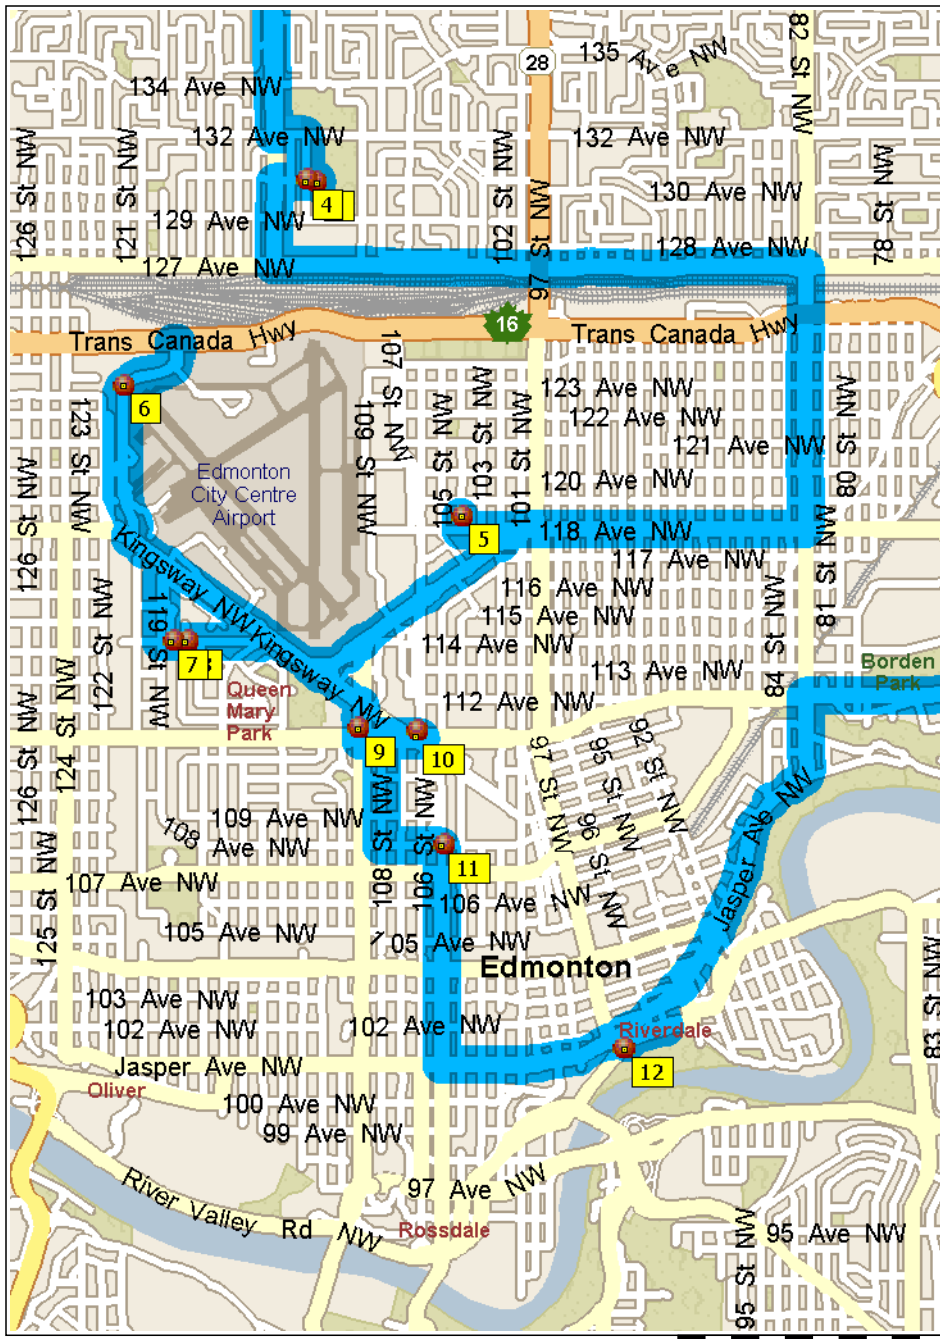 82 St NW
135 Ave NW
28
134 Ave NW
132 Ave NW
132 Ave NW
126 St NW
121 St NW
102 St NW
78 St NW
130 Ave NW
4
129 Ave NW
97 St NW
128 Ave NW
127 Ave NW
16
Trans Canada Hwy
Trans Canada Hwy
107 St NW
123 Ave NW
6
123 St NW
109 St NW
105 St NW
103 St NW
101 St NW
122 Ave NW
80 St NW
121 Ave NW
Edmonton
City Centre
Airport
120 Ave NW
126 St NW
5
118 Ave NW
81 St NW
Kingsway NW
117 Ave NW
116 Ave NW
122 St NW
119 St NW
115 Ave NW
84 St NW
Kingsway NW
114 Ave NW
7
113 Ave NW
Borden
Park
124 St NW
126 St NW
Queen
Mary
Park
112 Ave NW
9
10
97 St NW
95 St NW
92 St NW
96 St NW
109 Ave NW
108 St NW
106 St NW
108 Ave NW
11
Jasper Ave NW
107 Ave NW
106 Ave NW
125 St NW
105 Ave NW
105 Ave NW
Edmonton
83 St NW
103 Ave NW
102 Ave NW
102 Ave NW
Riverdale
Jasper Ave NW
12
Oliver
100 Ave NW
99 Ave NW
97 Ave NW
River Valley Rd NW
Rossdale
95 St NW
95 Ave NW